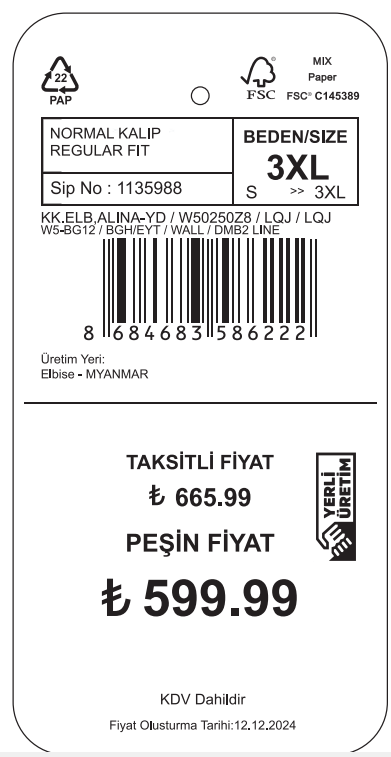 22
PAP
FSC®
MIX
Paper
FSC® C145389
NORMAL KALIP
REGULAR FIT
Sip No : 1135988
BEDEN/SIZE
3XL
S >> 3XL
KK.ELB,ALINA-YD / W50250Z8 / LQJ / LQJ
W5-BG12 / BGH/EYT / WALL / DMB2 LINE
8 684683 586222
Üretim Yeri:
Elbise - MYANMAR
TAKSİTLİ FİYAT
₺ 665.99
YERLİ
ÜRETİM
PEŞİN FİYAT
₺ 599.99
KDV Dahildir
Fiyat Olusturma Tarihi:12.12.2024